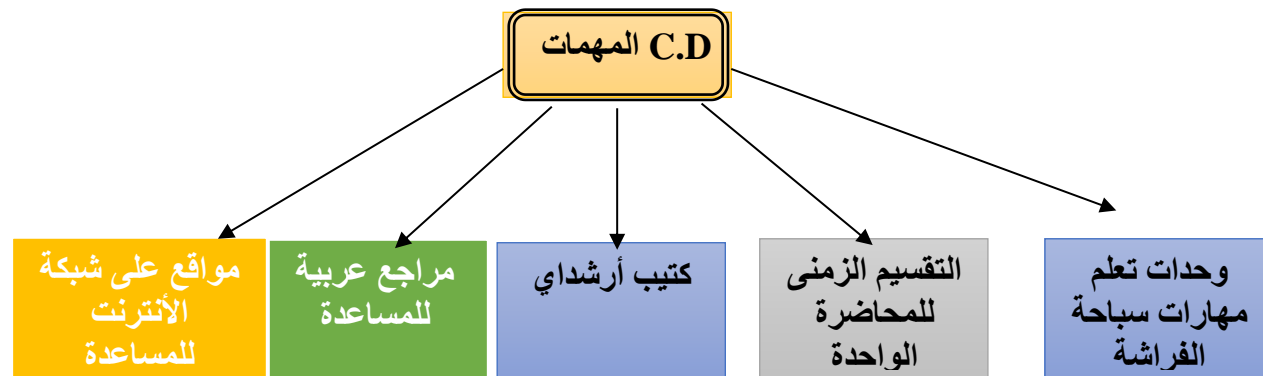 C.D المهمات
وحدات تعلم
مهارات سباحة
الفراشة
التقسيم الزمنى
للمحاضرة
الواحدة
كتيب أرشداي
مراجع عربية
للمساعدة
مواقع على شبكة
الأنترنت
للمساعدة